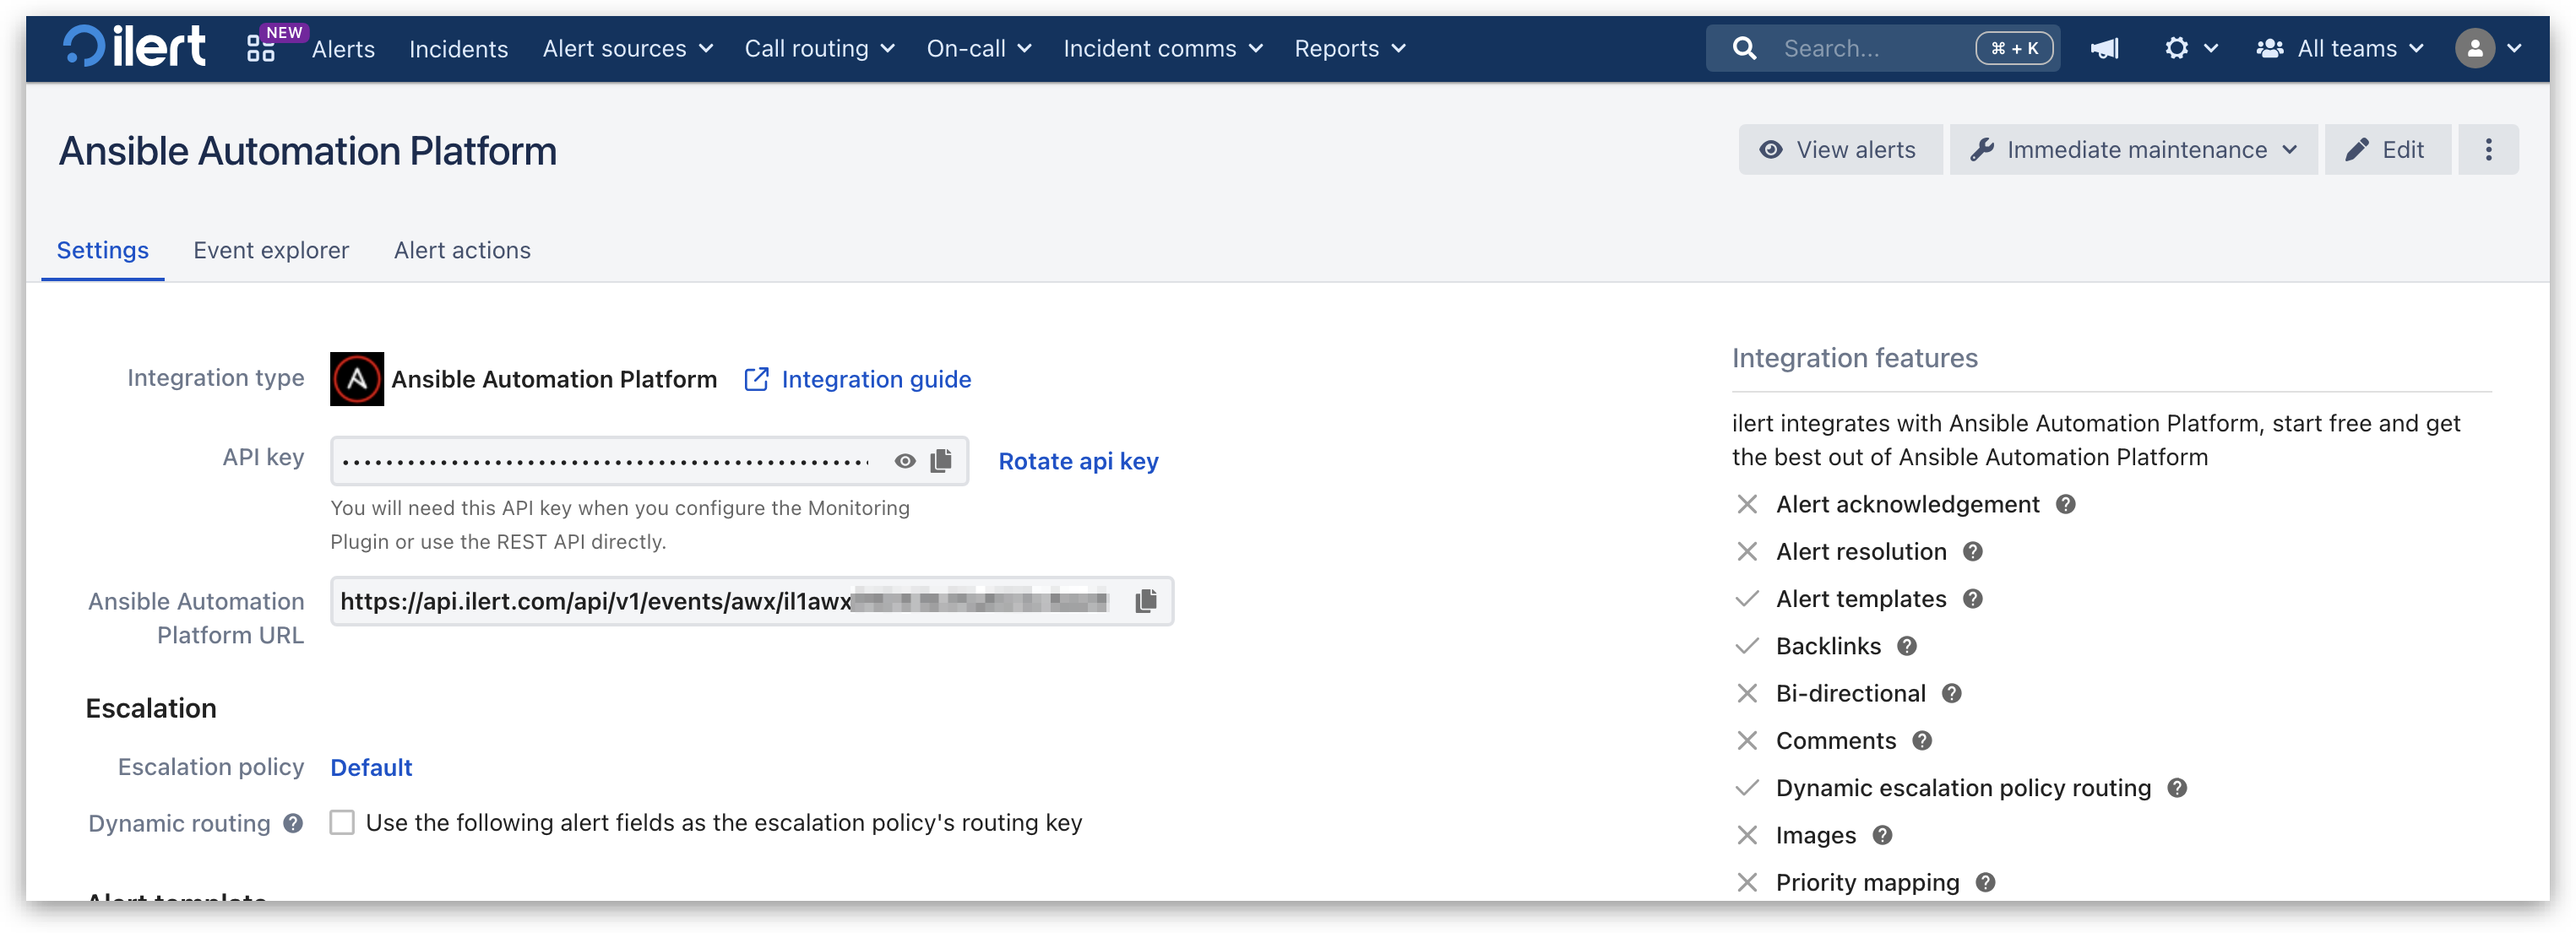 ilert NEW Alerts Incidents Alert sources Call routing On-call Incident comms Reports Search... ⌘ + K All teams
Ansible Automation Platform
View alerts Immediate maintenance Edit
Settings Event explorer Alert actions
Integration type Ansible Automation Platform Integration guide
API key Rotate api key
You will need this API key when you configure the Monitoring
Plugin or use the REST API directly.
Ansible Automation
Platform URL
https://api.ilert.com/api/v1/events/awx/il1awx
Escalation
Escalation policy Default
Dynamic routing Use the following alert fields as the escalation policy's routing key
Alert template
Integration features
ilert integrates with Ansible Automation Platform, start free and get
the best out of Ansible Automation Platform
Alert acknowledgement
Alert resolution
Alert templates
Backlinks
Bi-directional
Comments
Dynamic escalation policy routing
Images
Priority mapping